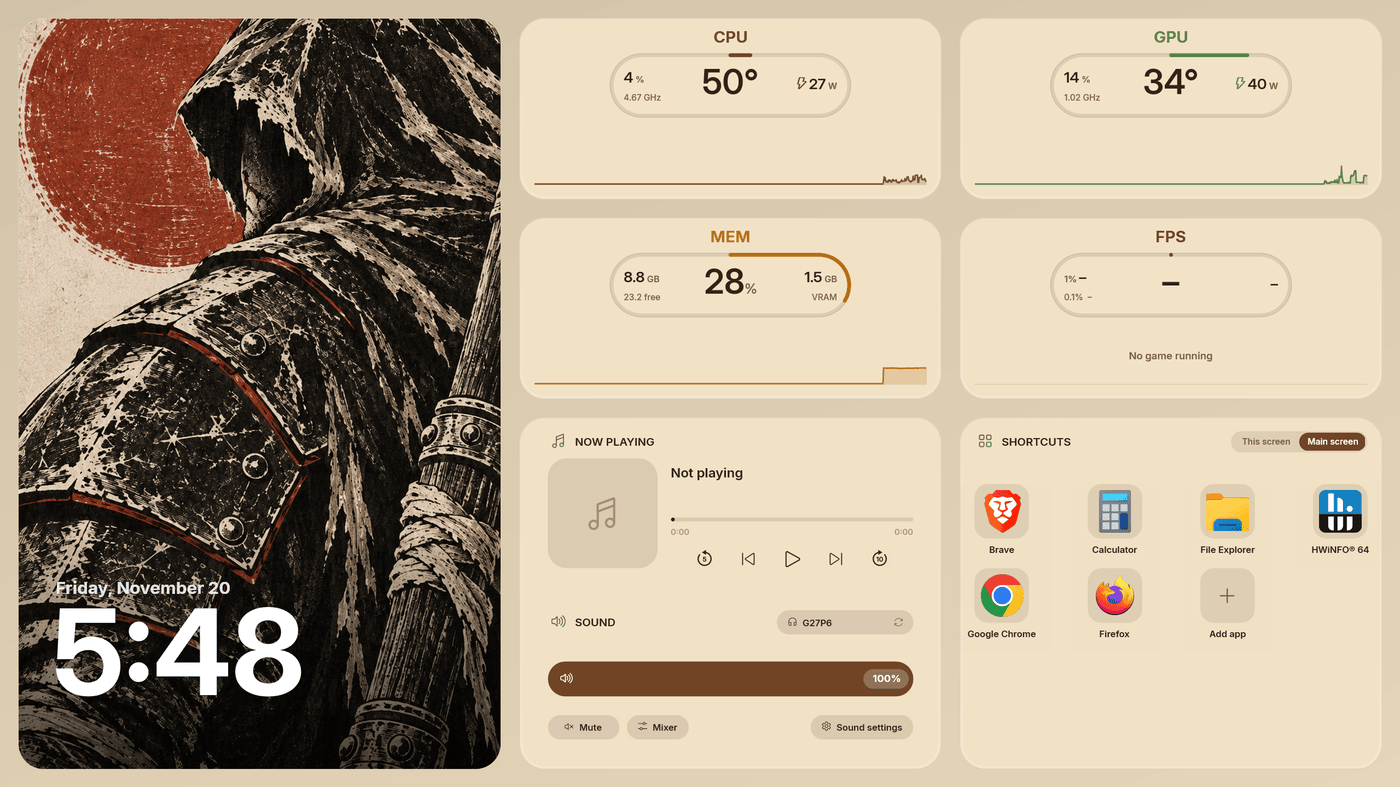 Friday, November 20
5:48
CPU
4 %
4.67 GHz
50°
27 W
GPU
14 %
1.02 GHz
34°
40 W
MEM
8.8 GB
23.2 free
28%
1.5 GB
VRAM
FPS
1% –
0.1% –
–
–
No game running
NOW PLAYING
Not playing
0:00
0:00
5
10
SOUND
G27P6
100%
Mute
Mixer
Sound settings
SHORTCUTS
This screen
Main screen
Brave
Calculator
File Explorer
HWiNFO® 64
Google Chrome
Firefox
Add app